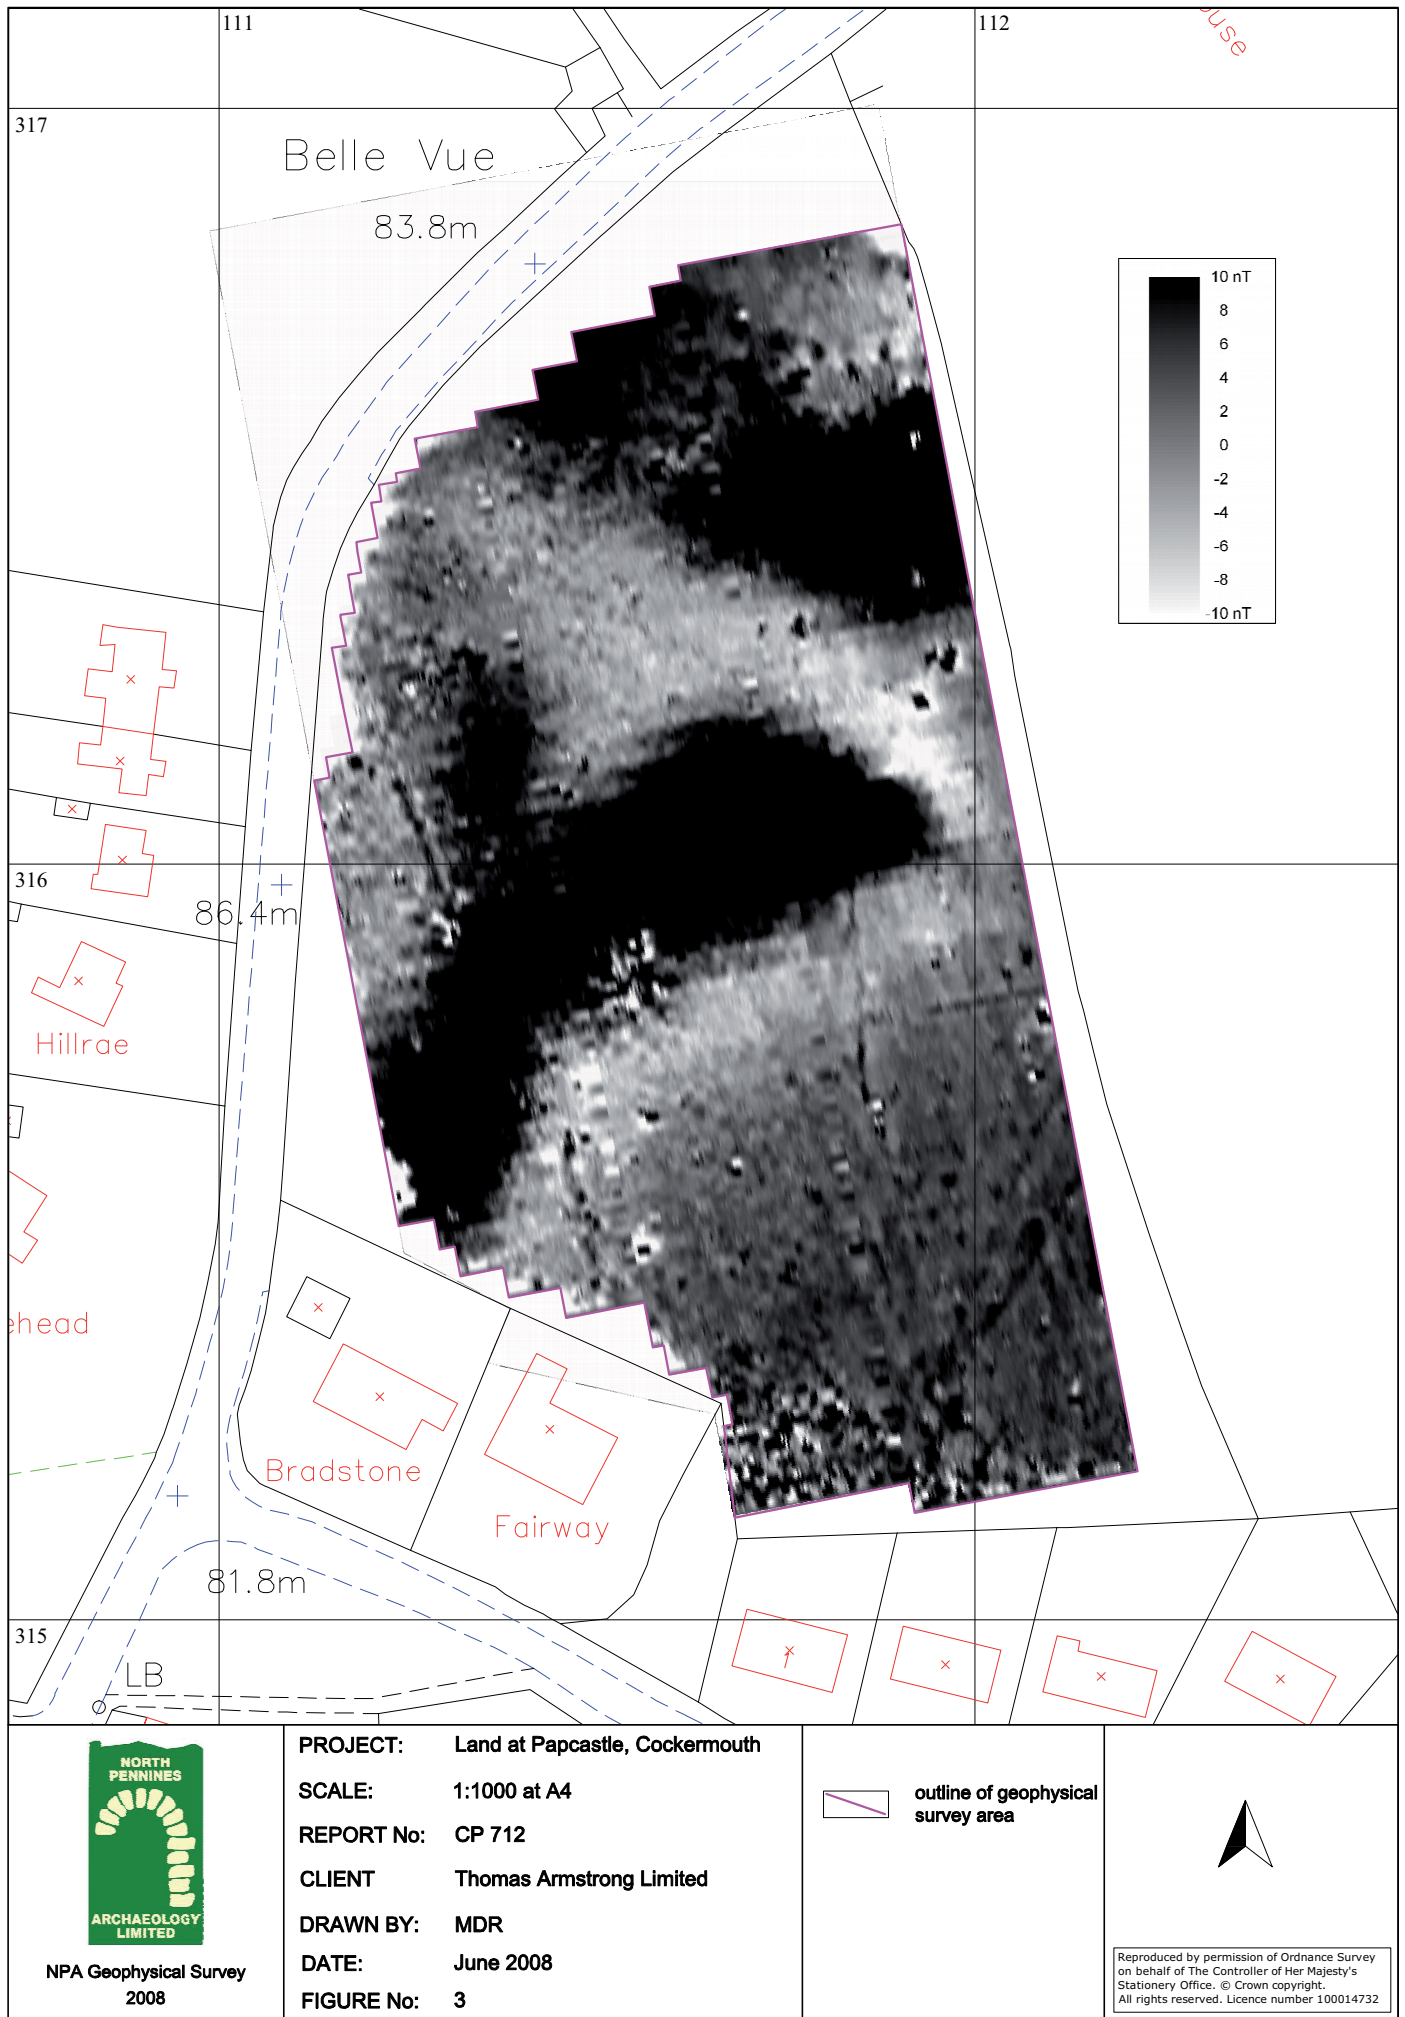 111
112
ouse
317
Belle Vue
83.8m
10 nT
8
6
4
2
0
-2
-4
-6
-8
-10 nT
316
86.4m
Hillrae
ehead
Bradstone
Fairway
81.8m
315
LB
NORTH
PENNINES
ARCHAEOLOGY
LIMITED
NPA Geophysical Survey
2008
PROJECT: Land at Papcastle, Cockermouth
SCALE: 1:1000 at A4
REPORT No: CP 712
CLIENT Thomas Armstrong Limited
DRAWN BY: MDR
DATE: June 2008
FIGURE No: 3
outline of geophysical
survey area
Reproduced by permission of Ordnance Survey
on behalf of The Controller of Her Majesty's
Stationery Office. © Crown copyright.
All rights reserved. Licence number 100014732